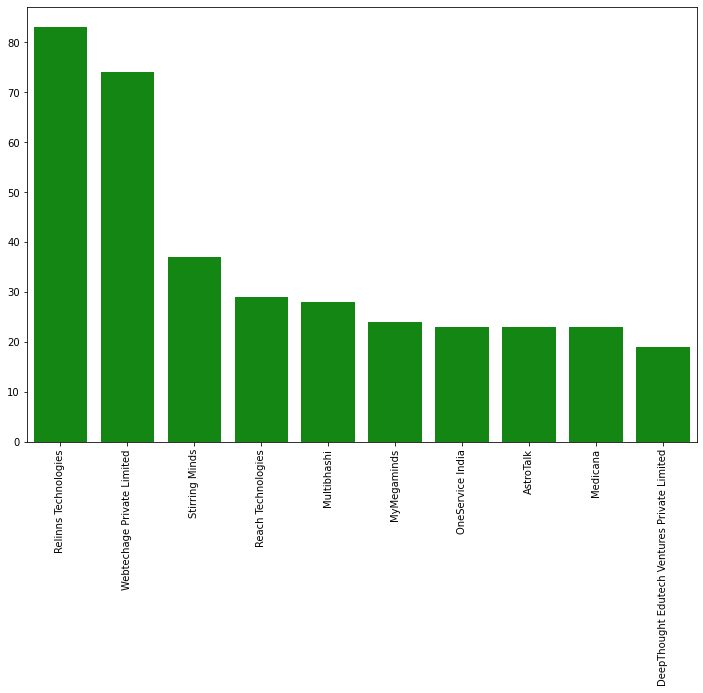 80
70
60
50
40
30
20
10
0
Relinns Technologies
Webtechage Private Limited
Stirring Minds
Reach Technologies
Multibhashi
MyMegaminds
OneService India
AstroTalk
Medicana
DeepThought Edutech Ventures Private Limited